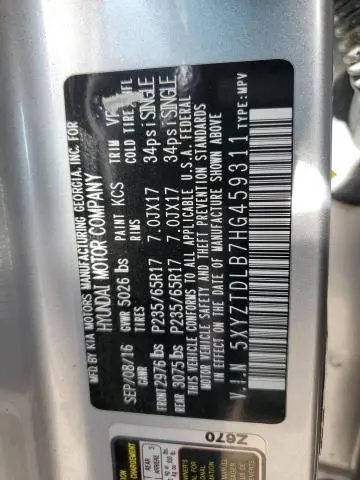 MFD BY KIA MOTORS MANUFACTURING GEORGIA, INC. FOR
HYUNDAI MOTOR COMPANY
SEP/08/16 PAINT KCS TRIM
GVWR 5026 lbs
GAWR TIRES RIMS COLD TIRE
FRONT 2976 lbs P235/65R17 7.0JX17 34psi SINGLE
REAR 3075 lbs P235/65R17 7.0JX17 34psi SINGLE
THIS VEHICLE CONFORMS TO ALL APPLICABLE U.S.A. FEDERAL
MOTOR VEHICLE SAFETY AND THEFT PREVENTION STANDARDS
IN EFFECT ON THE DATE OF MANUFACTURE SHOWN ABOVE.
V.I.N 5XYZTDLB7HG459311 TYPE:MPV
Z670
REAR